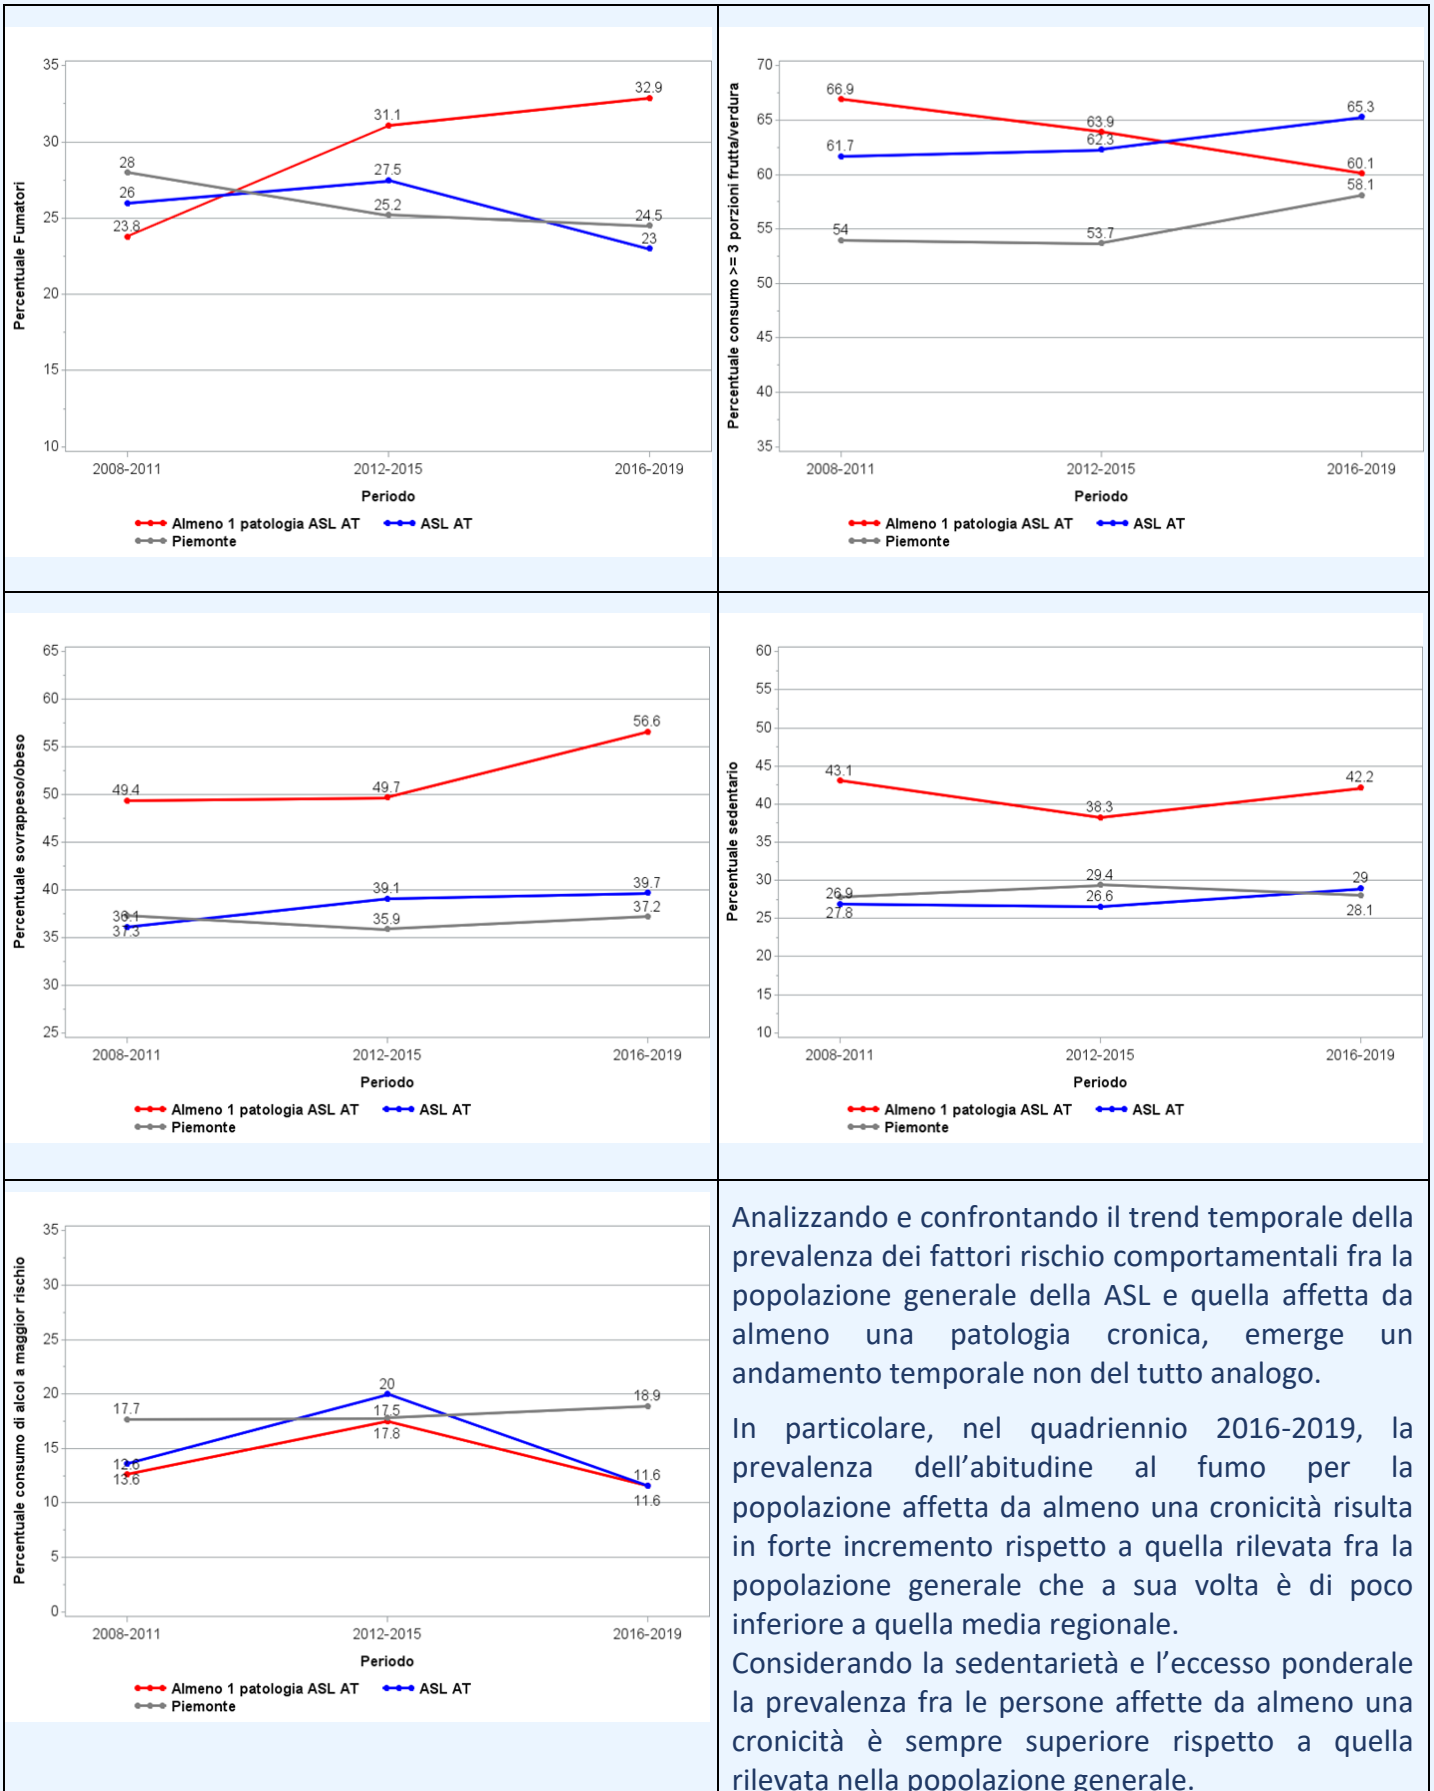 35
30
25
20
15
10
Percentuale Fumatori
28
26
23.8
31.1
27.5
25.2
32.9
24.5
23
2008-2011
2012-2015
2016-2019
Periodo
Almeno 1 patologia ASL AT
ASL AT
Piemonte
70
65
60
55
50
45
40
35
Percentuale consumo >= 3 porzioni frutta/verdura
66.9
61.7
54
63.9
62.3
53.7
65.3
60.1
58.1
2008-2011
2012-2015
2016-2019
Periodo
Almeno 1 patologia ASL AT
ASL AT
Piemonte
65
60
55
50
45
40
35
30
25
Percentuale sovrappeso/obeso
49.4
36.1
37.3
49.7
39.1
35.9
56.6
39.7
37.2
2008-2011
2012-2015
2016-2019
Periodo
Almeno 1 patologia ASL AT
ASL AT
Piemonte
60
55
50
45
40
35
30
25
20
15
10
Percentuale sedentario
43.1
26.9
27.8
38.3
29.4
26.6
42.2
29
28.1
2008-2011
2012-2015
2016-2019
Periodo
Almeno 1 patologia ASL AT
ASL AT
Piemonte
35
30
25
20
15
10
5
0
Percentuale consumo di alcol a maggior rischio
17.7
12.6
13.6
20
17.5
17.8
18.9
11.6
11.6
2008-2011
2012-2015
2016-2019
Periodo
Almeno 1 patologia ASL AT
ASL AT
Piemonte
Analizzando e confrontando il trend temporale della
prevalenza dei fattori rischio comportamentali fra la
popolazione generale della ASL e quella affetta da
almeno una patologia cronica, emerge un
andamento temporale non del tutto analogo.
In particolare, nel quadriennio 2016-2019, la
prevalenza dell'abitudine al fumo per la
popolazione affetta da almeno una cronicità risulta
in forte incremento rispetto a quella rilevata fra la
popolazione generale che a sua volta è di poco
inferiore a quella media regionale.
Considerando la sedentarietà e l'eccesso ponderale
la prevalenza fra le persone affette da almeno una
cronicità è sempre superiore rispetto a quella
rilevata nella popolazione generale.